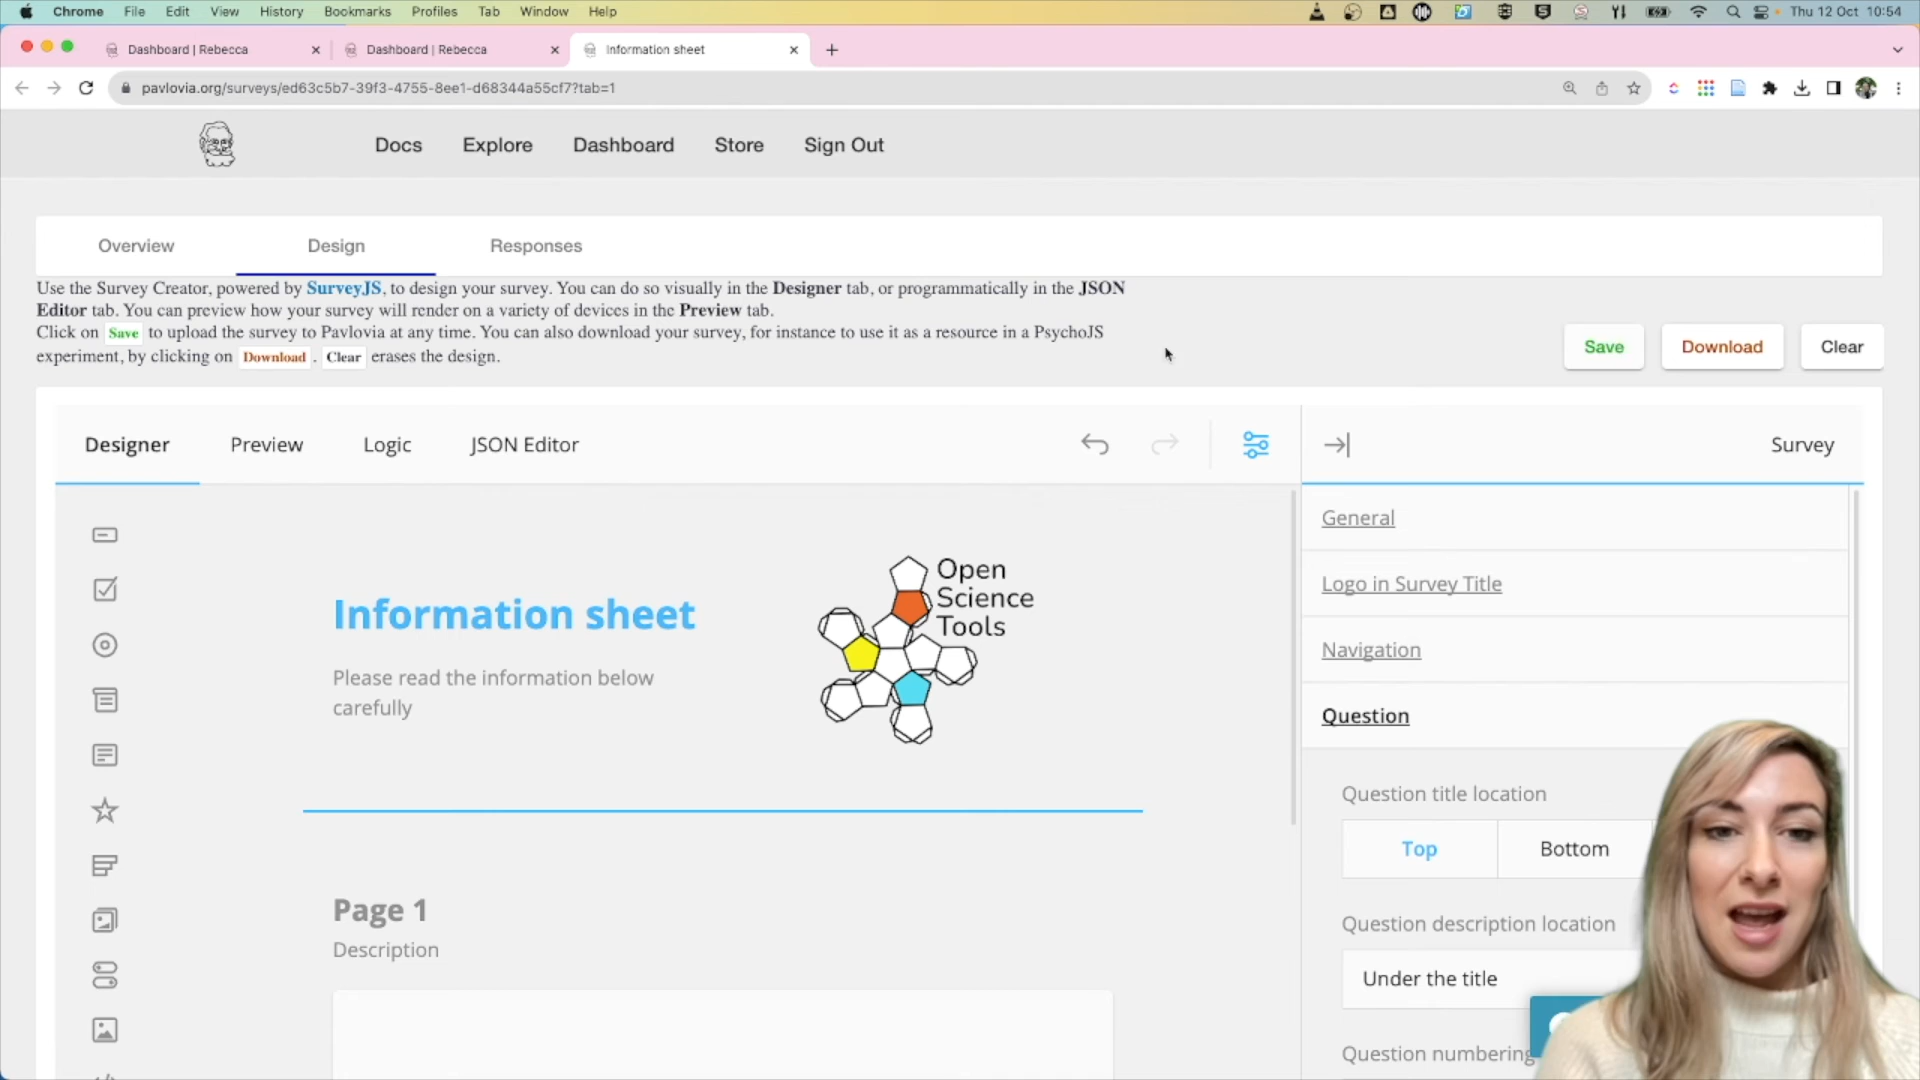 Chrome File Edit View History Bookmarks Profiles Tab Window Help Thu 12 Oct 10:54
Dashboard | Rebecca
Dashboard | Rebecca
Information sheet
pavlovia.org/surveys/ed63c5b7-39f3-4755-8ee1-d68344a55cf7?tab=1
Docs Explore Dashboard Store Sign Out
Overview Design Responses
Use the Survey Creator, powered by SurveyJS, to design your survey. You can do so visually in the Designer tab, or programmatically in the JSON
Editor tab. You can preview how your survey will render on a variety of devices in the Preview tab.
Click on Save to upload the survey to Pavlovia at any time. You can also download your survey, for instance to use it as a resource in a PsychoJS
experiment, by clicking on Download . Clear erases the design.
Save Download Clear
Designer Preview Logic JSON Editor
Survey
Information sheet
Please read the information below
carefully
Open
Science
Tools
Page 1
Description
General
Logo in Survey Title
Navigation
Question
Question title location
Top Bottom
Question description location
Under the title
Question numbering